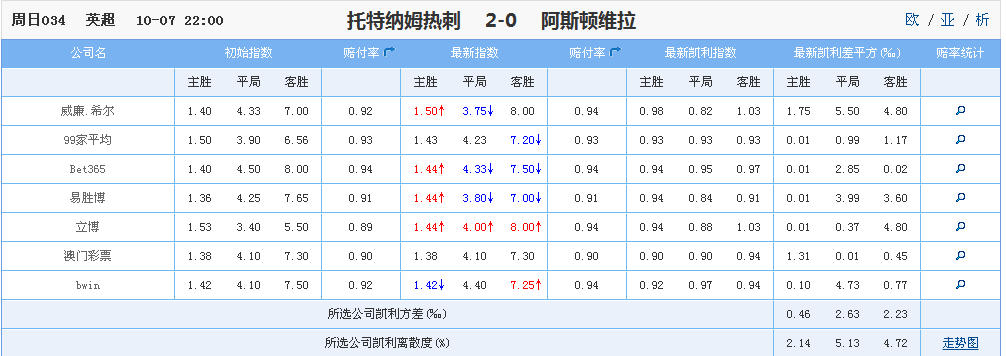 周日034 英超 10-07 22:00 托特纳姆热刺 2-0 阿斯顿维拉 欧 / 亚 / 析
公司名 初始指数 赔付率 最新指数 赔付率 最新凯利指数 最新凯利差平方(‰) 赔率统计
主胜 平局 客胜 主胜 平局 客胜 主胜 平局 客胜 主胜 平局 客胜
威廉.希尔 1.40 4.33 7.00 0.92 1.50↑ 3.75↓ 8.00 0.94 0.98 0.82 1.03 1.75 5.50 4.80
99家平均 1.50 3.90 6.56 0.93 1.43 4.23 7.20↓ 0.93 0.93 0.93 0.93 0.01 0.99 1.17
Bet365 1.40 4.50 8.00 0.94 1.44↑ 4.33↓ 7.50↓ 0.94 0.94 0.95 0.97 0.01 2.85 0.02
易胜博 1.36 4.25 7.65 0.91 1.44↑ 3.80↓ 7.00↓ 0.91 0.94 0.84 0.91 0.01 3.99 3.60
立博 1.53 3.40 5.50 0.89 1.44↑ 4.00↑ 8.00↑ 0.94 0.94 0.88 1.03 0.01 0.37 4.80
澳门彩票 1.38 4.10 7.30 0.90 1.38 4.10 7.30 0.90 0.90 0.90 0.94 1.31 0.01 0.45
bwin 1.42 4.10 7.50 0.92 1.42↓ 4.40 7.25↑ 0.94 0.92 0.97 0.94 0.10 4.73 0.77
所选公司凯利方差(‰) 0.46 2.63 2.23
所选公司凯利离散度(%) 2.14 5.13 4.72 走势图